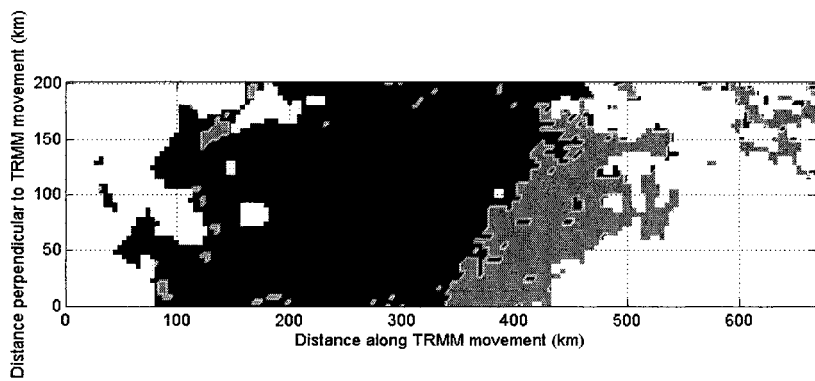 Distance perpendicular to TRMM movement (km)
200
150
100
50
0
0 100 200 300 400 500 600
Distance along TRMM movement (km)